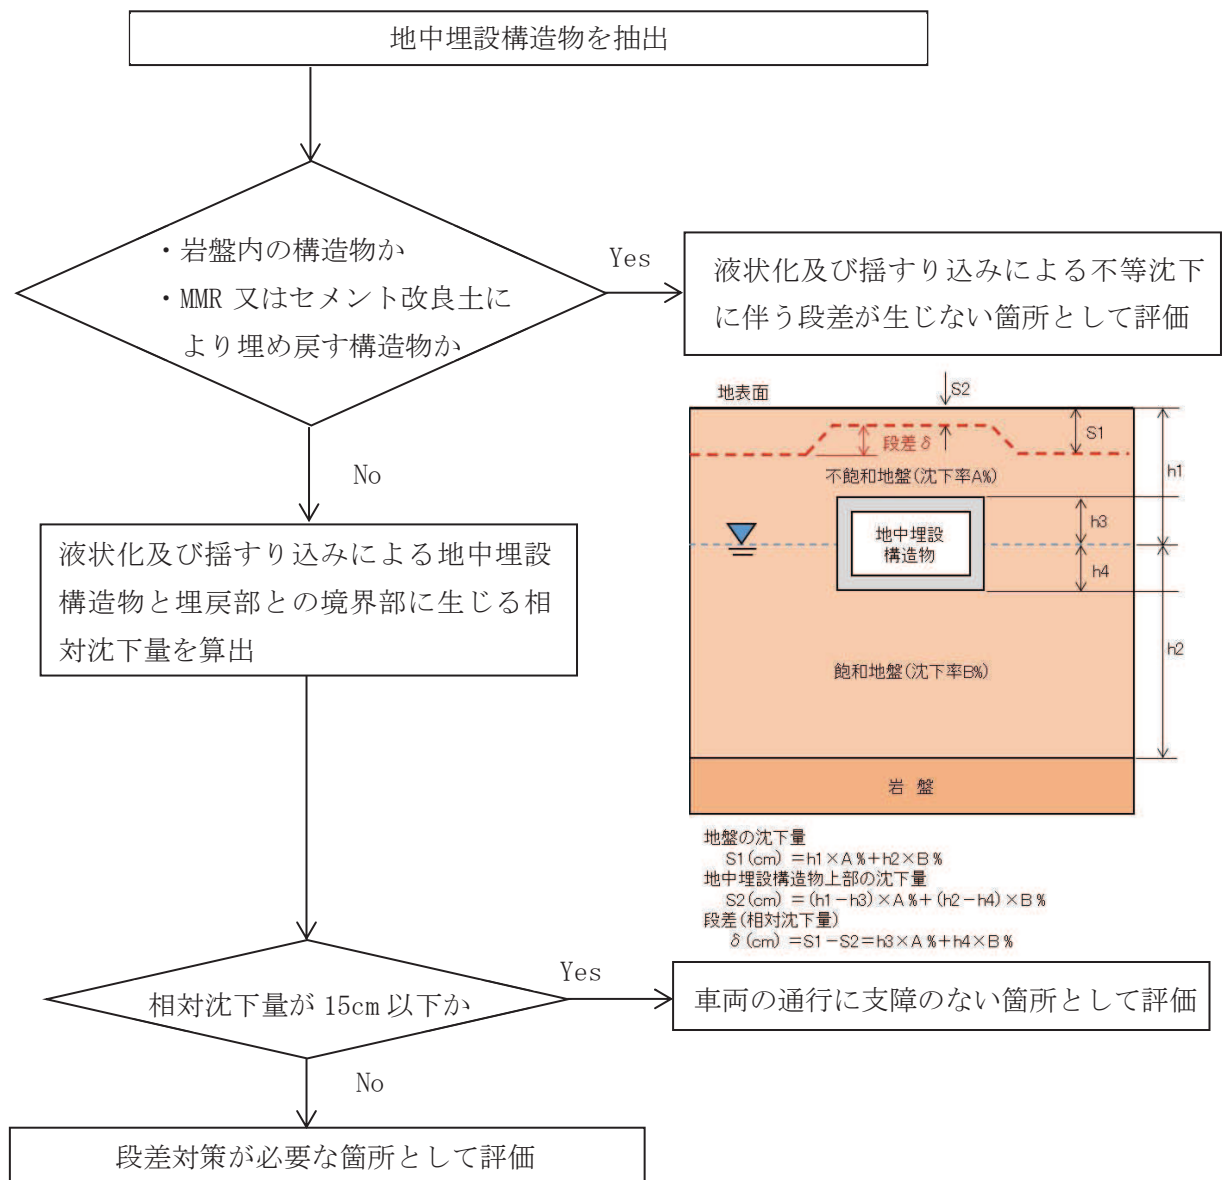 地中埋設構造物を抽出
・岩盤内の構造物か
・MMR 又はセメント改良土に
より埋め戻す構造物か
Yes
液状化及び揺すり込みによる不等沈下
に伴う段差が生じない箇所として評価
No
液状化及び揺すり込みによる地中埋設
構造物と埋戻部との境界部に生じる相
対沈下量を算出
地表面
S2
S1
段差δ
h1
不飽和地盤(沈下率A%)
h3
地中埋設
構造物
h4
h2
飽和地盤(沈下率B%)
岩 盤
地盤の沈下量
S1(cm) =h1×A%+h2×B%
地中埋設構造物上部の沈下量
S2(cm) =(h1-h3)×A%+(h2-h4)×B%
段差(相対沈下量)
δ(cm) =S1-S2=h3×A%+h4×B%
相対沈下量が 15cm 以下か
Yes
車両の通行に支障のない箇所として評価
No
段差対策が必要な箇所として評価